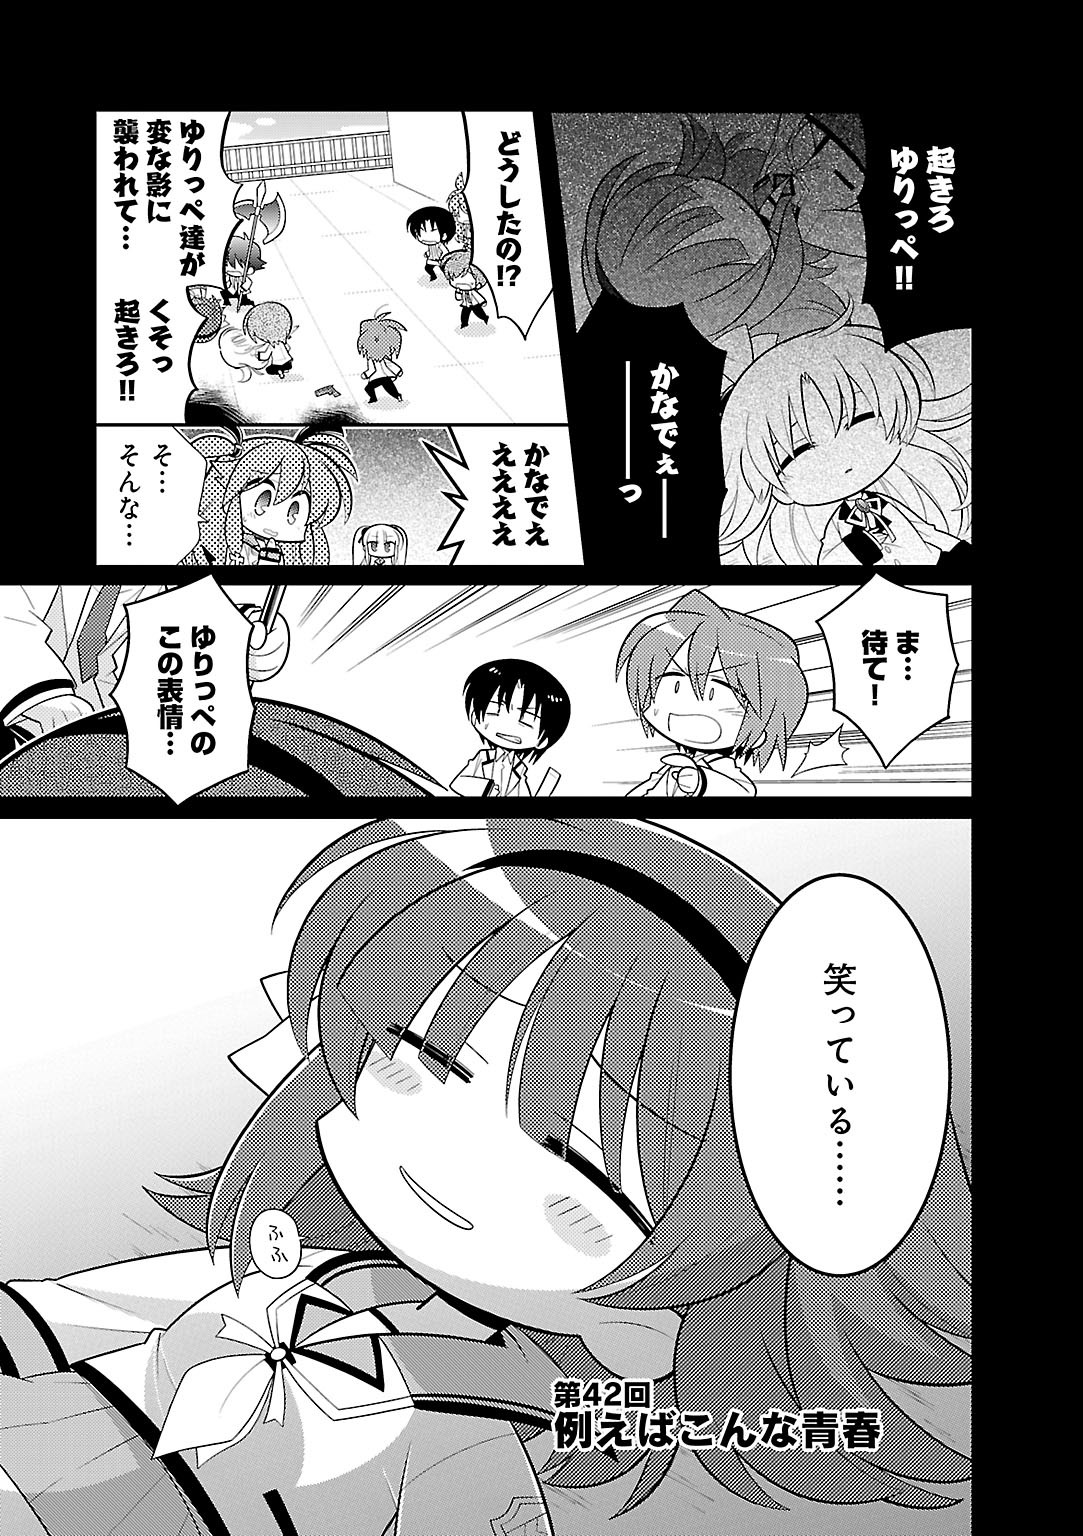 起きろ
ゆりっぺ!!
かなでぇ――
――っ
どうしたの!?
ゆりっぺ達が
変な影に
襲われて…
くそっ
起きろ!!
かなでえ
ええええ
そ…
そんな…
ま…
待て!
ゆりっぺの
この表情…
笑っている……
ふふ
第42回
例えばこんな青春